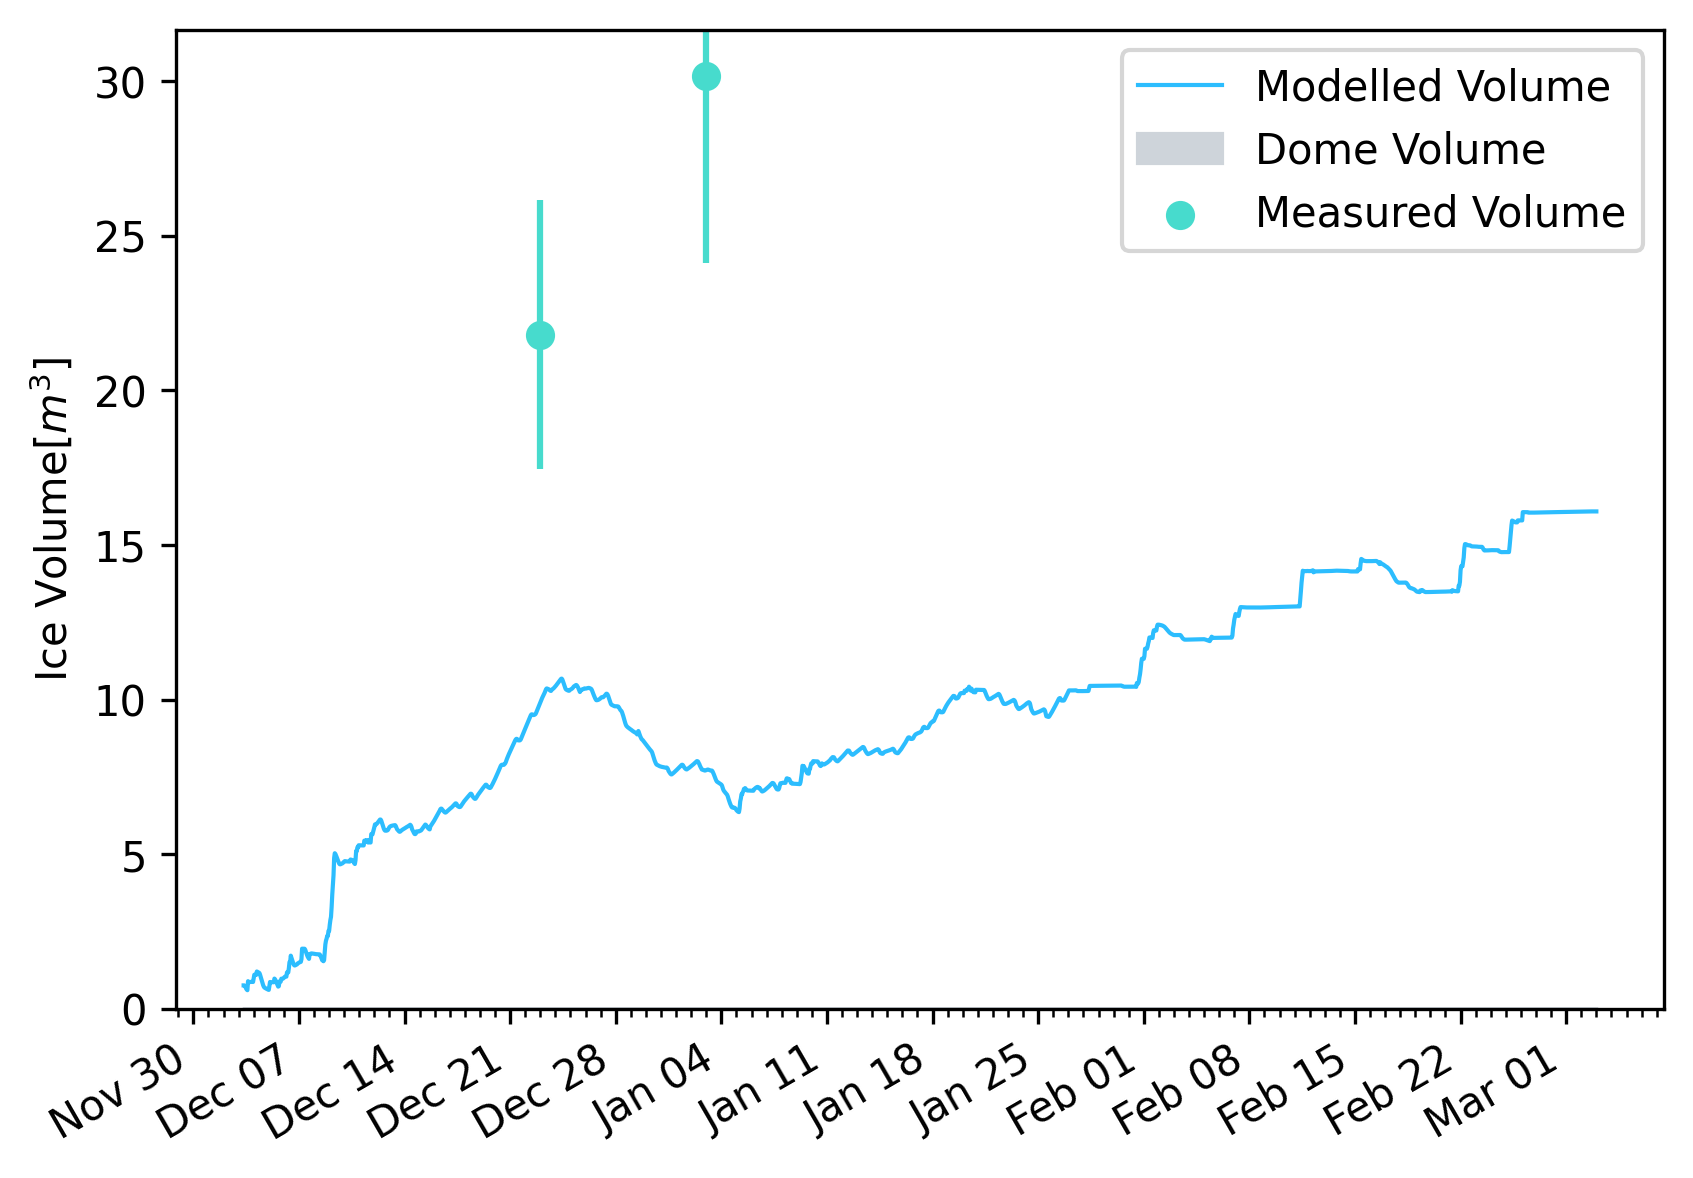 30
25
20
15
10
5
0
Ice Volume[m³]
Modelled Volume
Dome Volume
Measured Volume
Nov 30
Dec 07
Dec 14
Dec 21
Dec 28
Jan 04
Jan 11
Jan 18
Jan 25
Feb 01
Feb 08
Feb 15
Feb 22
Mar 01